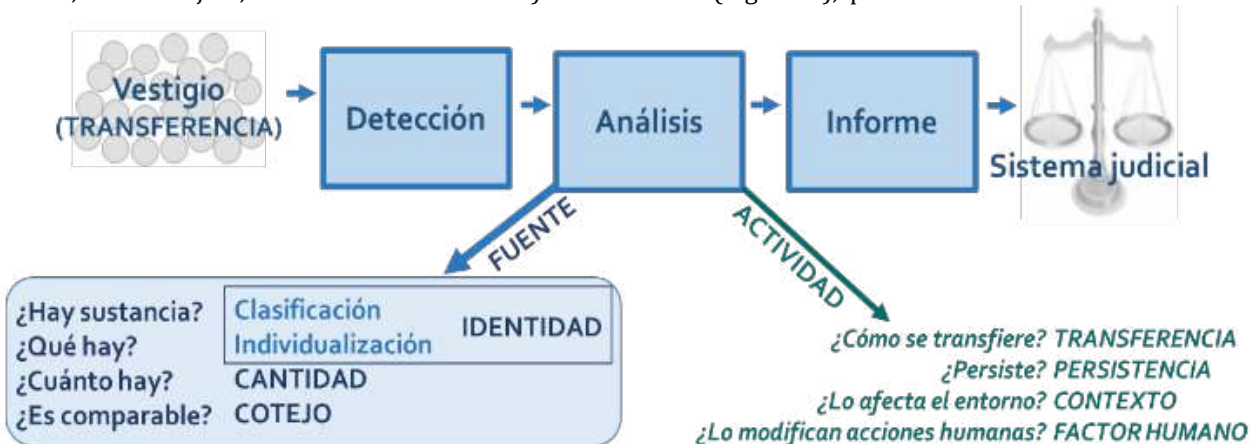 Vestigio
(TRANSFERENCIA)
Detección
Análisis
Informe
Sistema judicial
FUENTE
ACTIVIDAD
¿Hay sustancia? Clasificación
¿Qué hay? Individualización
IDENTIDAD
¿Cuánto hay? CANTIDAD
¿Es comparable? COTEJO
¿Cómo se transfiere? TRANSFERENCIA
¿Persiste? PERSISTENCIA
¿Lo afecta el entorno? CONTEXTO
¿Lo modifican acciones humanas? FACTOR HUMANO